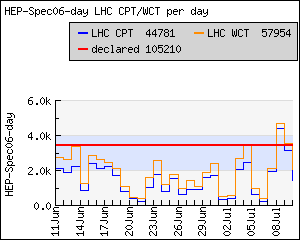 HEP-Spec06-day LHC CPT/WCT per day
LHC CPT 44781 LHC WCT 57954
declared 105210
HEP-Spec06-day
6.0k
4.0k
2.0k
0.0
11Jun 14Jun 17Jun 20Jun 23Jun 26Jun 29Jun 02Jul 05Jul 08Jul